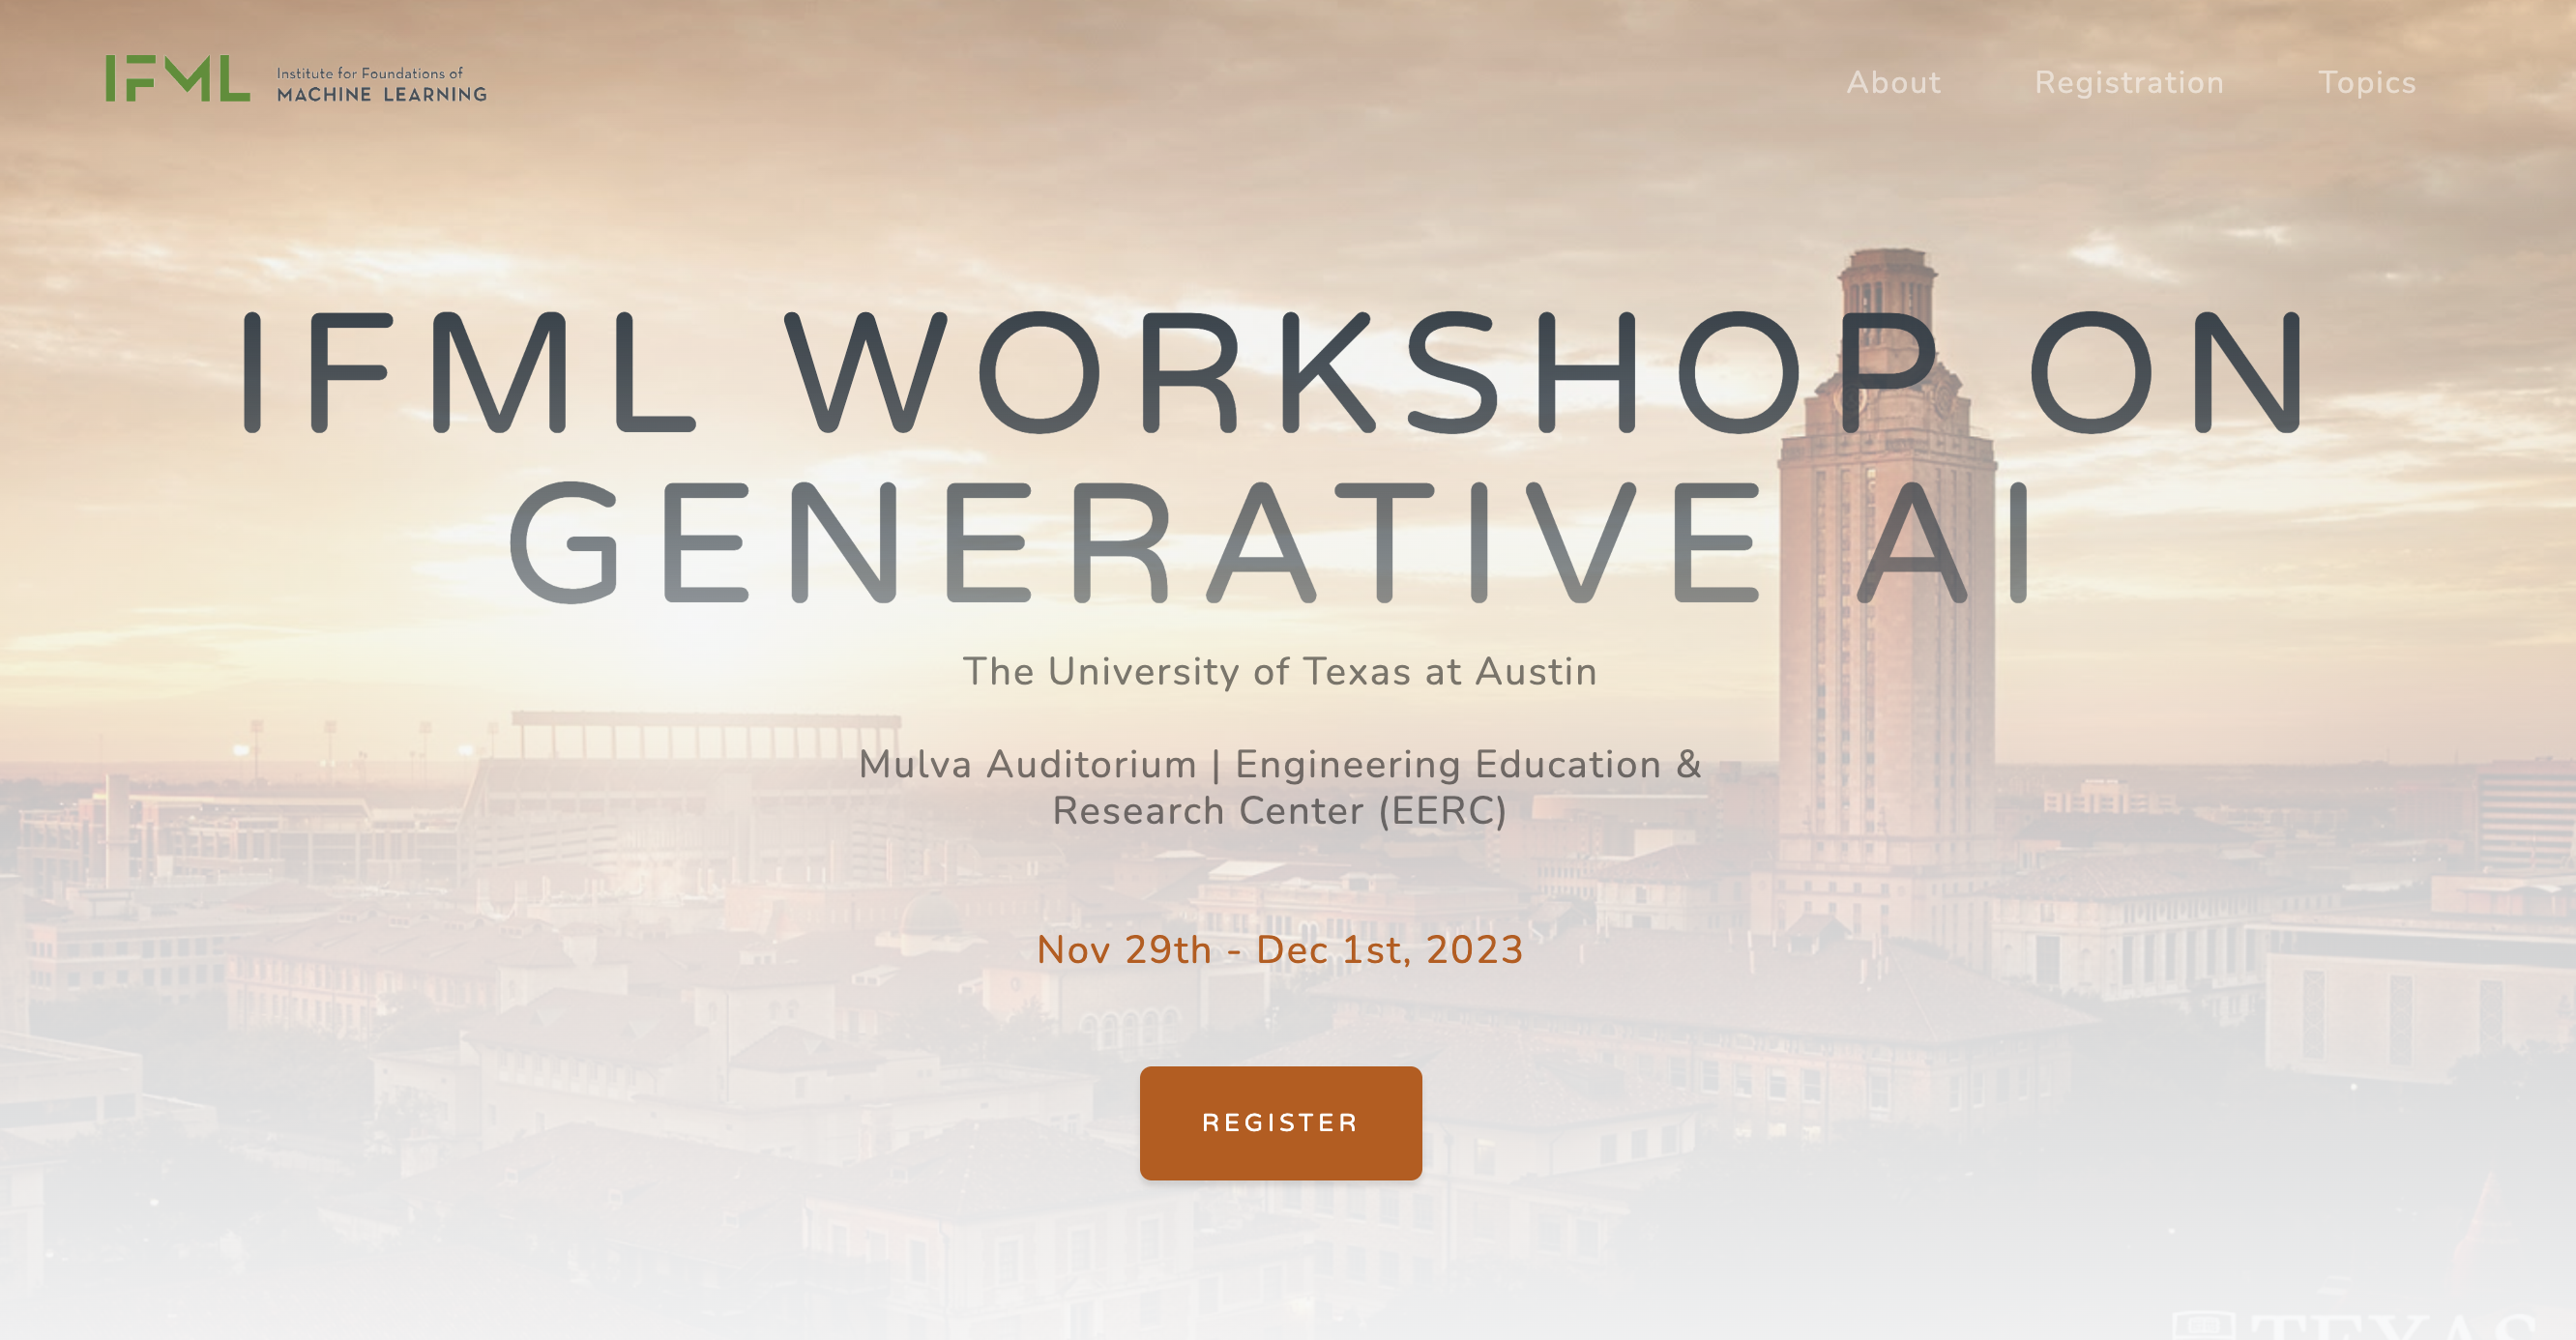 IFML
Institute for Foundations of
MACHINE LEARNING
About
Registration
Topics
IFML WORKSHOP ON
GENERATIVE AI
The University of Texas at Austin
Mulva Auditorium | Engineering Education &
Research Center (EERC)
Nov 29th - Dec 1st, 2023
REGISTER
TEXAS